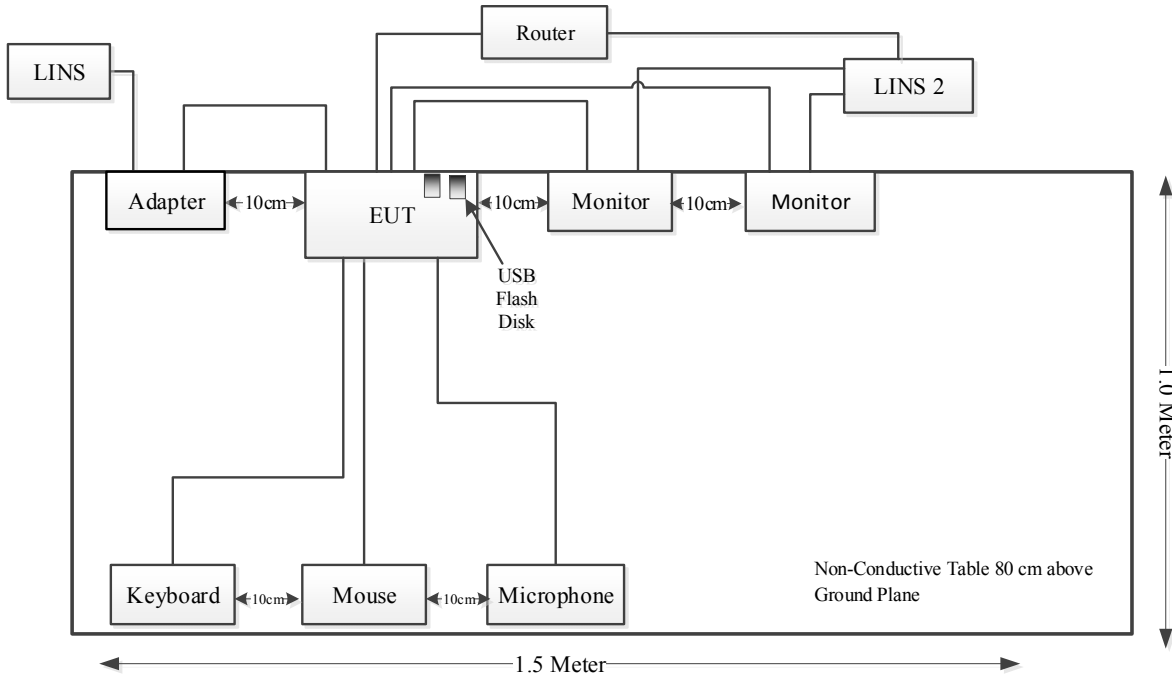 Router
LINS
LINS 2
Adapter
10cm
EUT
10cm
Monitor
10cm
Monitor
USB
Flash
Disk
1.0 Meter
Keyboard
10cm
Mouse
10cm
Microphone
Non-Conductive Table 80 cm above
Ground Plane
1.5 Meter